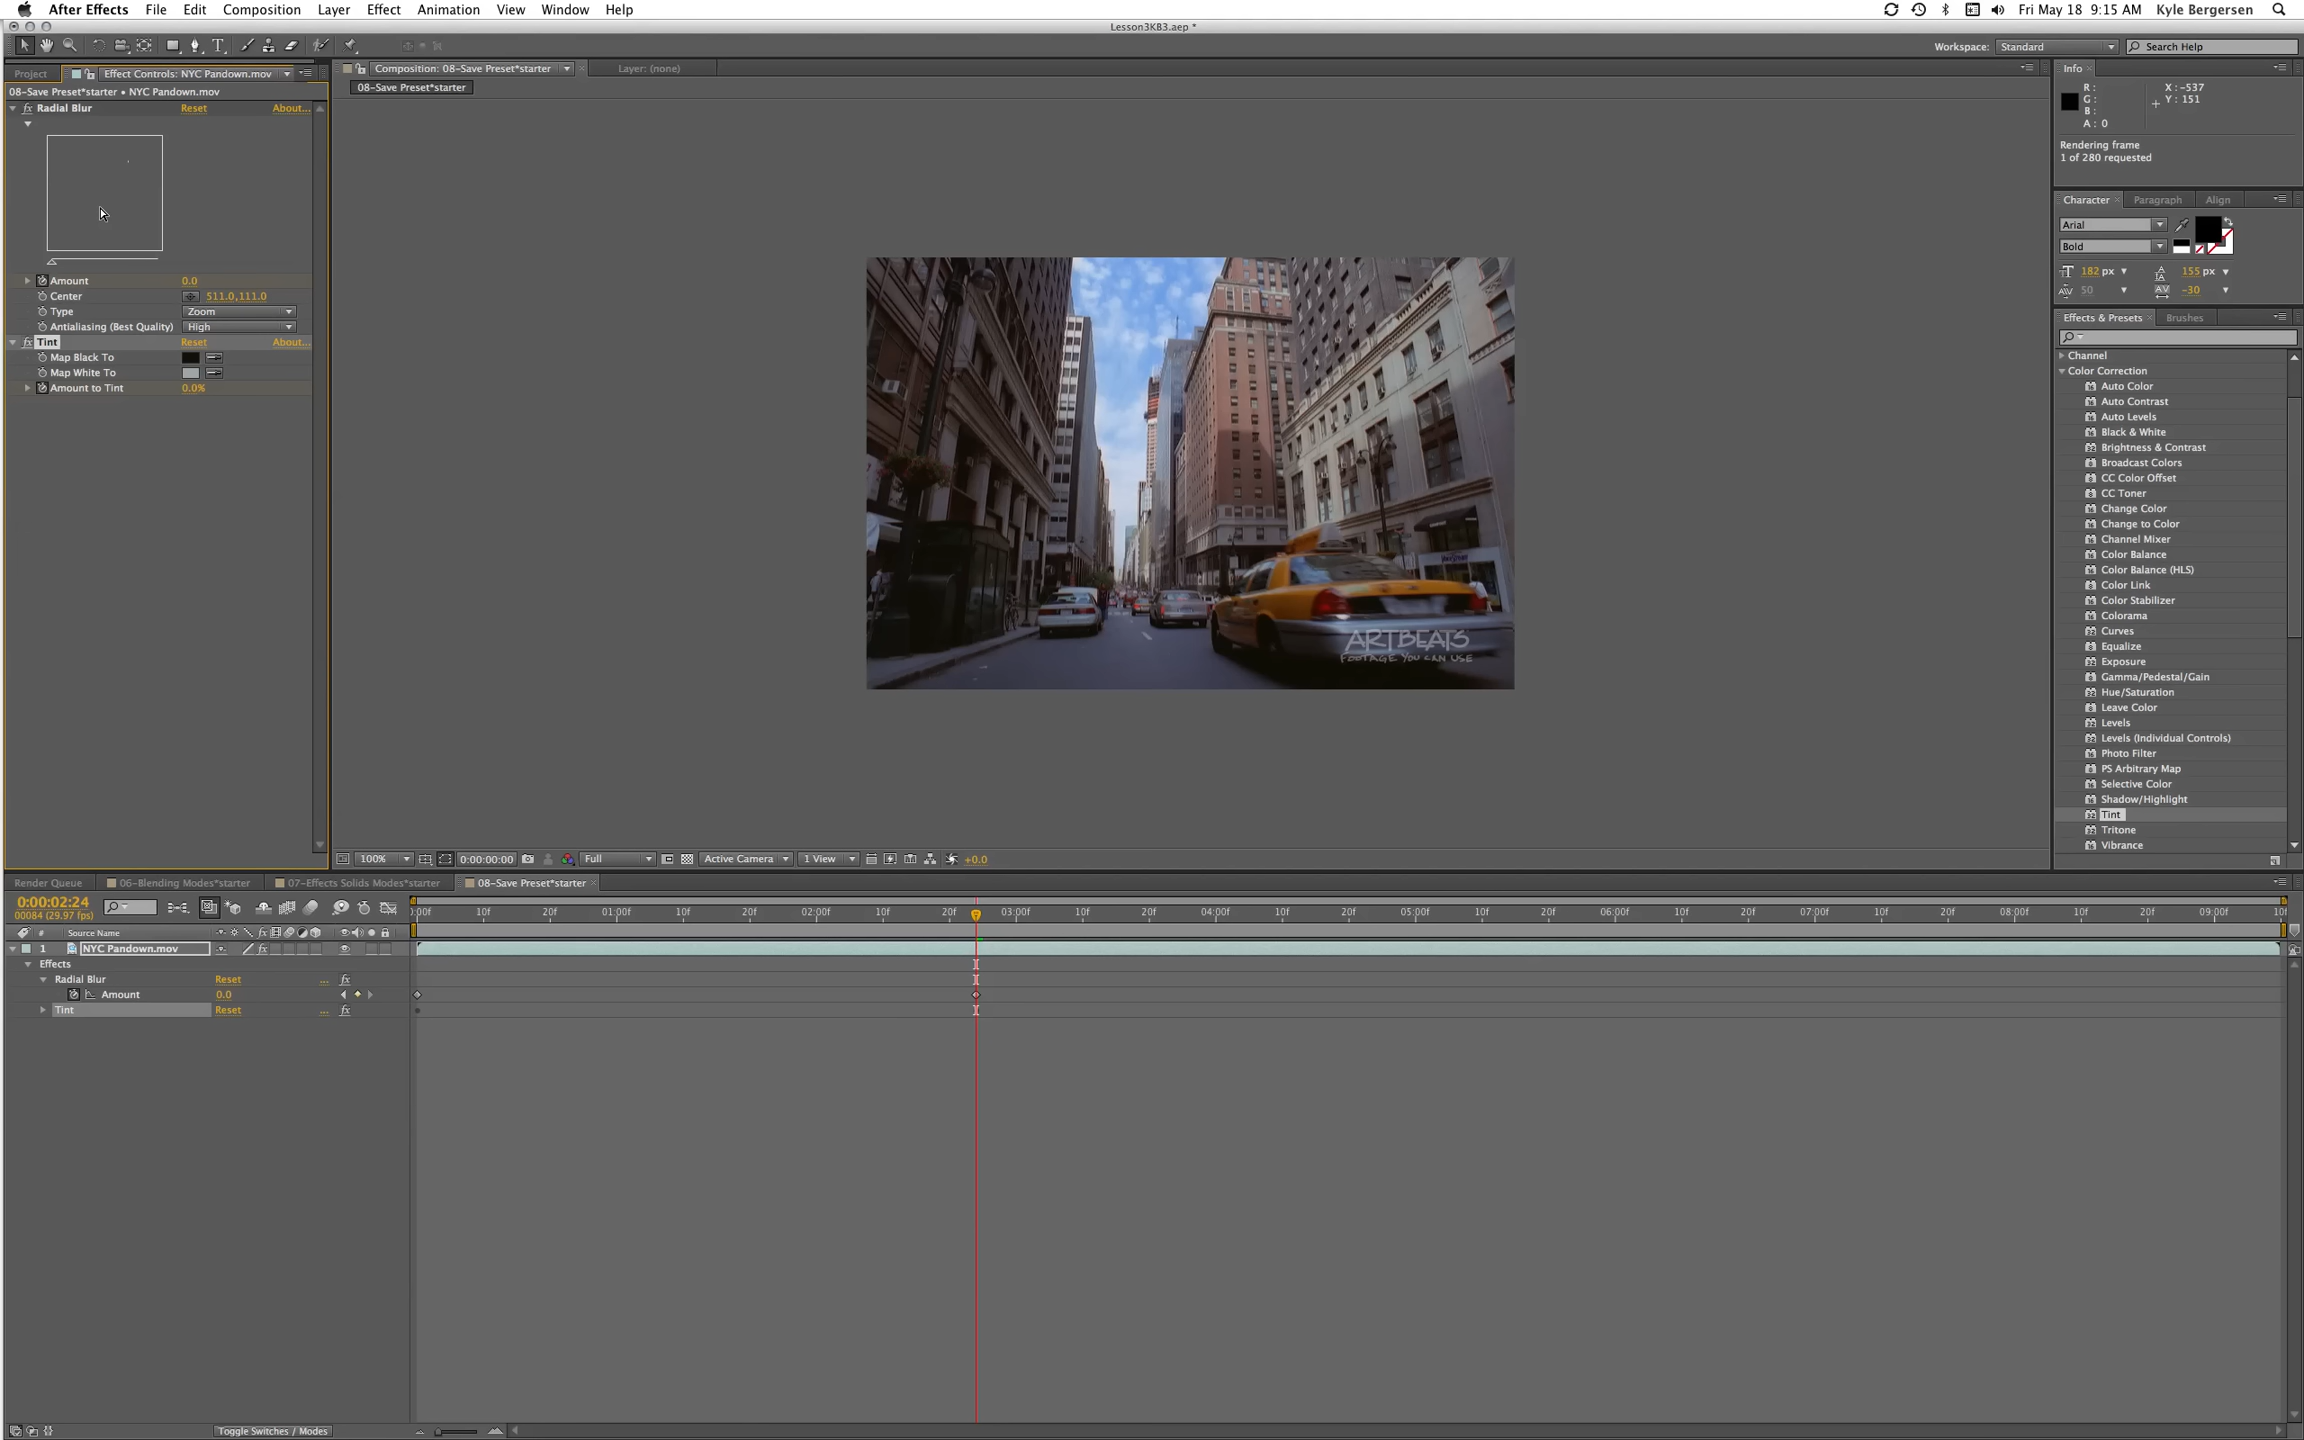 After Effects File Edit Composition Layer Effect Animation View Window Help Fri May 18 9:15 AM Kyle Bergersen
Lesson3KB3.aep *
Workspace: Standard Search Help
Project Effect Controls: NYC Pandown.mov
08-Save Preset*starter • NYC Pandown.mov
Radial Blur Reset About...
Amount 0.0
Center 511.0,111.0
Type Zoom
Antialiasing (Best Quality) High
Tint Reset About...
Map Black To
Map White To
Amount to Tint 0.0%
Composition: 08-Save Preset*starter Layer: (none)
08-Save Preset*starter
ARTBEATS
FOOTAGE YOU CAN USE
100% 0:00:00:00 Full Active Camera 1 View +0.0
Info
R: X: -537
G: Y: 151
B:
A: 0
Rendering frame
1 of 280 requested
Character Paragraph Align
Arial
Bold
182 px 155 px
50 -30
Effects & Presets Brushes
Channel
Color Correction
Auto Color
Auto Contrast
Auto Levels
Black & White
Brightness & Contrast
Broadcast Colors
CC Color Offset
CC Toner
Change Color
Change to Color
Channel Mixer
Color Balance
Color Balance (HLS)
Color Link
Color Stabilizer
Colorama
Curves
Equalize
Exposure
Gamma/Pedestal/Gain
Hue/Saturation
Leave Color
Levels
Levels (Individual Controls)
Photo Filter
PS Arbitrary Map
Selective Color
Shadow/Highlight
Tint
Tritone
Vibrance
Render Queue 06-Blending Modes*starter 07-Effects Solids Modes*starter 08-Save Preset*starter
0:00:02:24
00084 (29.97 fps)
):00f 10f 20f 01:00f 10f 20f 02:00f 10f 20f 03:00f 10f 20f 04:00f 10f 20f 05:00f 10f 20f 06:00f 10f 20f 07:00f 10f 20f 08:00f 10f 20f 09:00f 10f
# Source Name
1 NYC Pandown.mov
Effects
Radial Blur Reset ...
Amount 0.0
Tint Reset ...
Toggle Switches / Modes